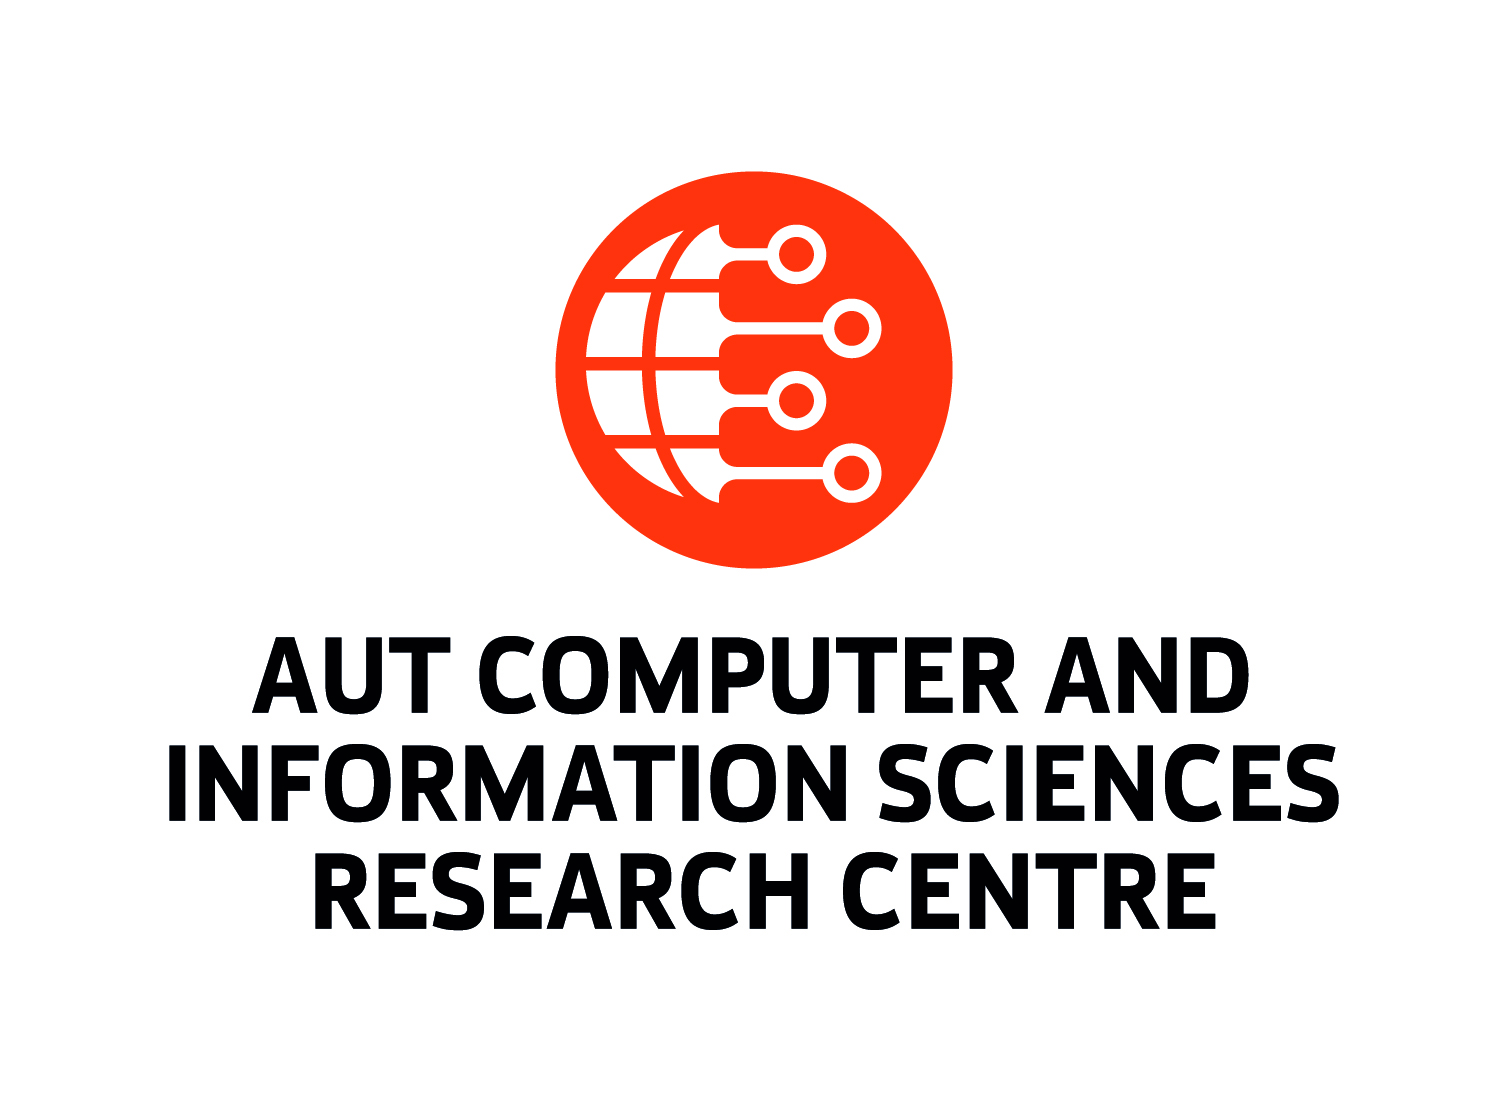 AUT COMPUTER AND
INFORMATION SCIENCES
RESEARCH CENTRE